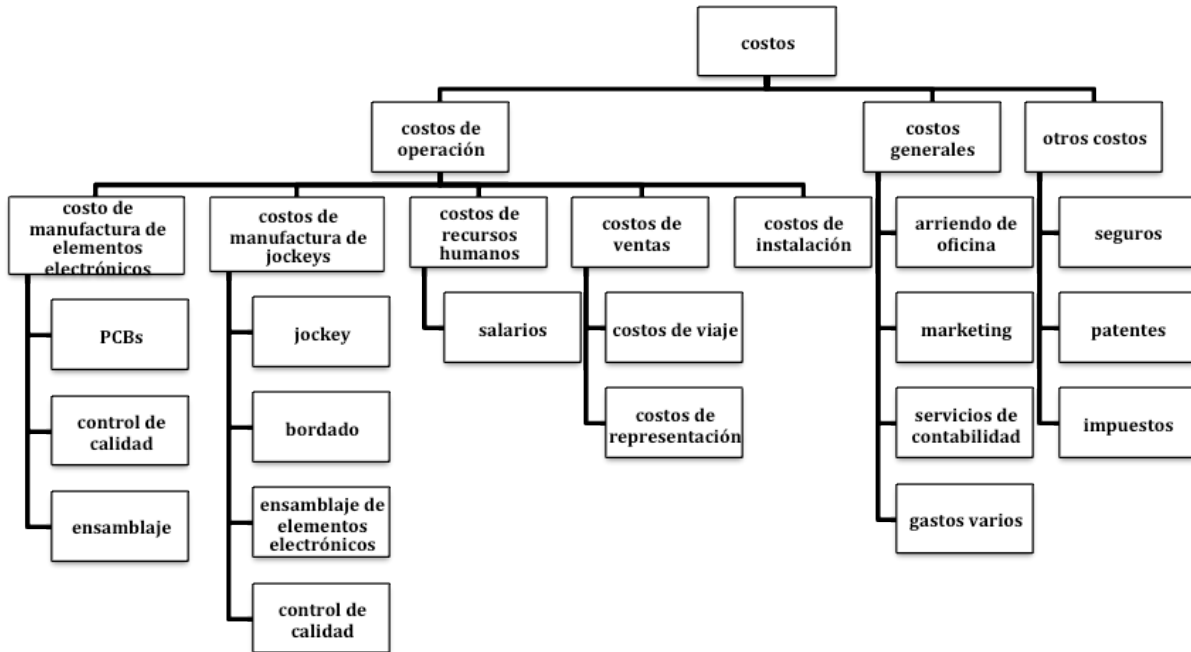 costos
costos de
operación
costos
generales
otros costos
costo de
manufactura de
elementos
electrónicos
costos de
manufactura de
jockeys
costos de
recursos
humanos
costos de
ventas
costos de
instalación
arriendo de
oficina
seguros
PCBs
jockey
salarios
costos de viaje
marketing
patentes
control de
calidad
bordado
costos de
representación
servicios de
contabilidad
impuestos
ensamblaje
ensamblaje de
elementos
electrónicos
gastos varios
control de
calidad